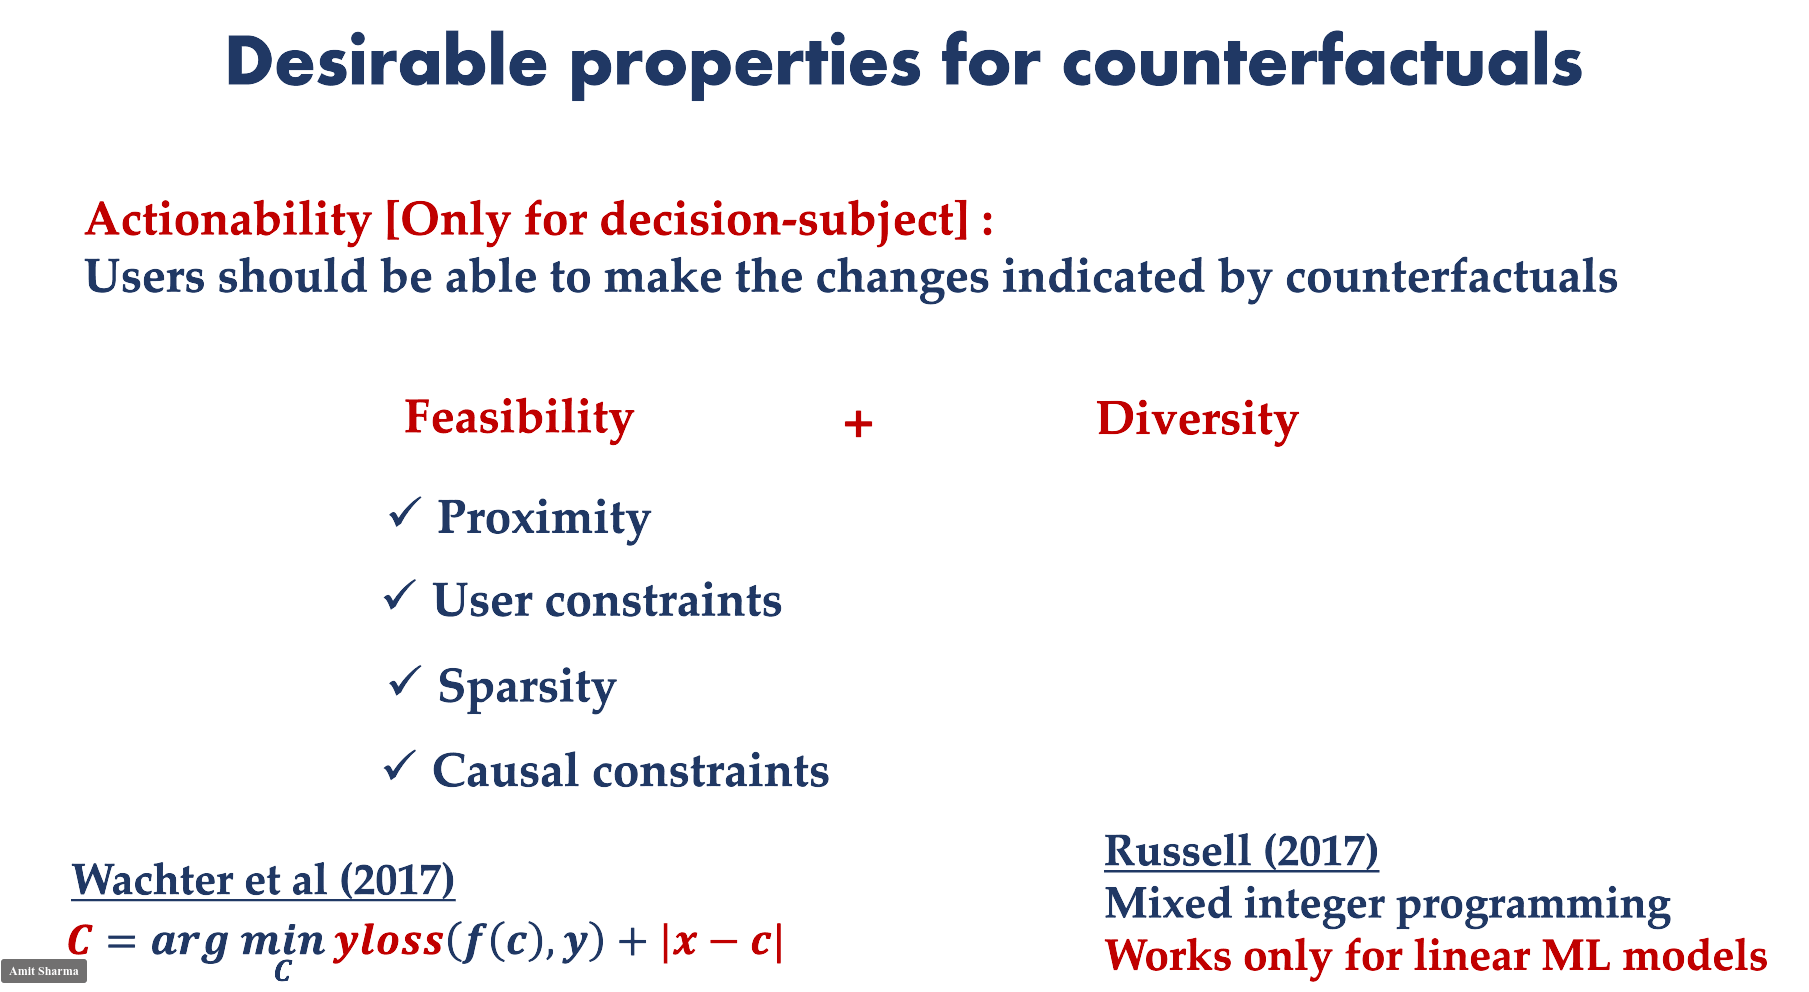 Desirable properties for counterfactuals
Actionability [Only for decision-subject] :
Users should be able to make the changes indicated by counterfactuals
Feasibility + Diversity
✓ Proximity
✓ User constraints
✓ Sparsity
✓ Causal constraints
Wachter et al (2017)
C = arg min yloss(f(c), y) + |x − c|
C
Russell (2017)
Mixed integer programming
Works only for linear ML models
Amit Sharma